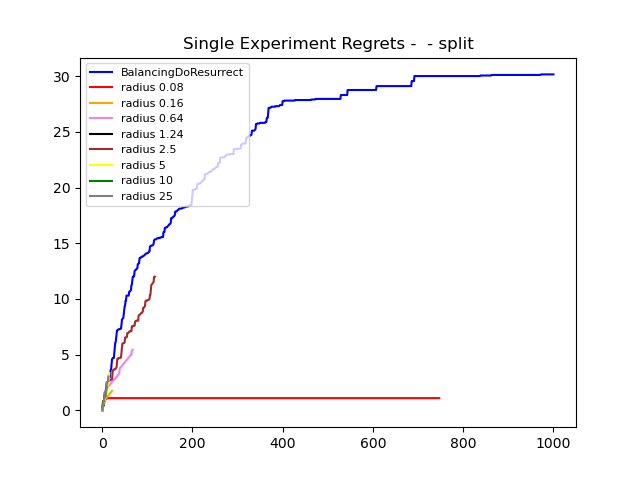 Single Experiment Regrets -  - split
BalancingDoResurrect
radius 0.08
radius 0.16
radius 0.64
radius 1.24
radius 2.5
radius 5
radius 10
radius 25
30
25
20
15
10
5
0
0 200 400 600 800 1000